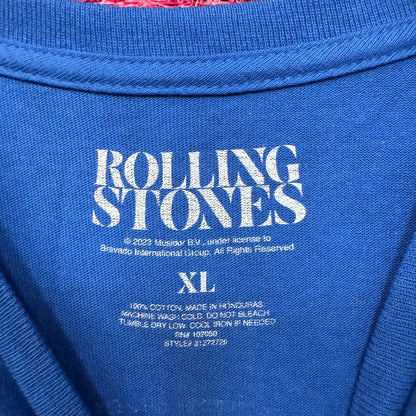 ROLLING
STONES
© 2023 Musidor B.V., under license to
Bravado International Group. All Rights Reserved
XL
100% COTTON, MADE IN HONDURAS
MACHINE WASH COLD. DO NOT BLEACH
TUMBLE DRY LOW. COOL IRON IF NEEDED
RN# 102050
STYLE# 31272720